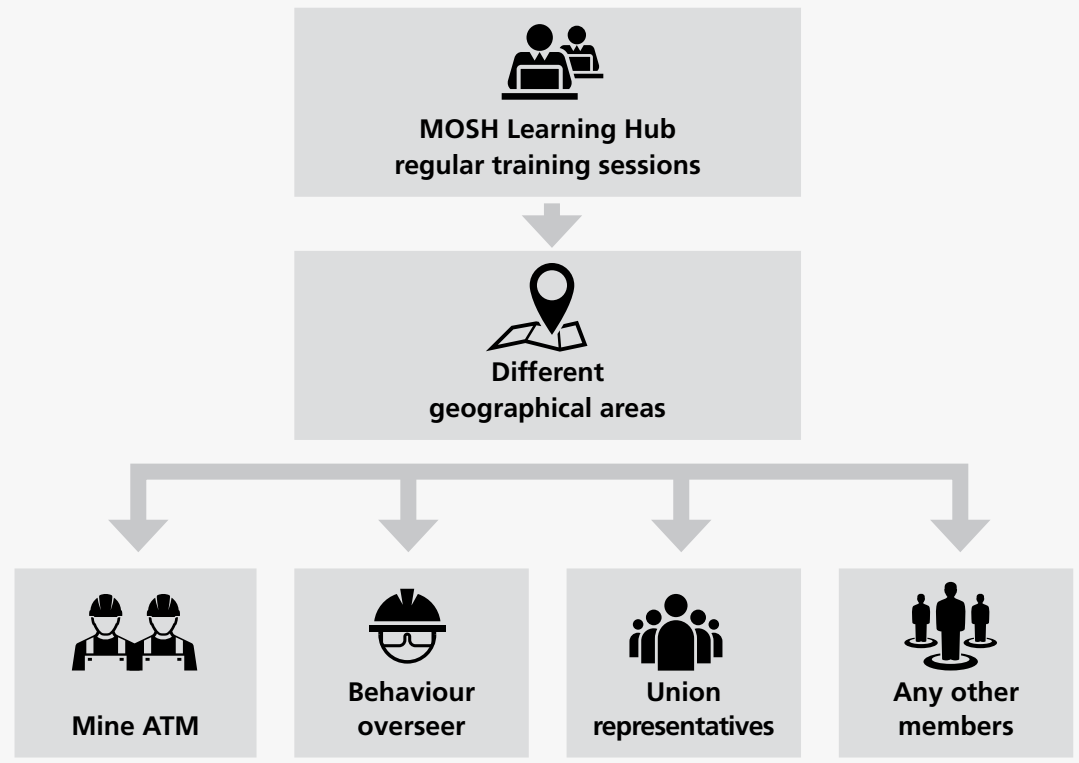 MOSH Learning Hub
regular training sessions
Different
geographical areas
Mine ATM
Behaviour
overseer
Union
representatives
Any other
members